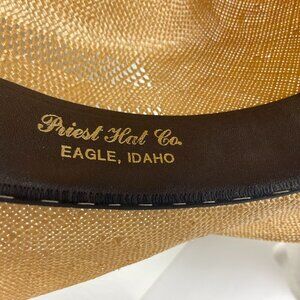 Priest Hat Co.
EAGLE, IDAHO